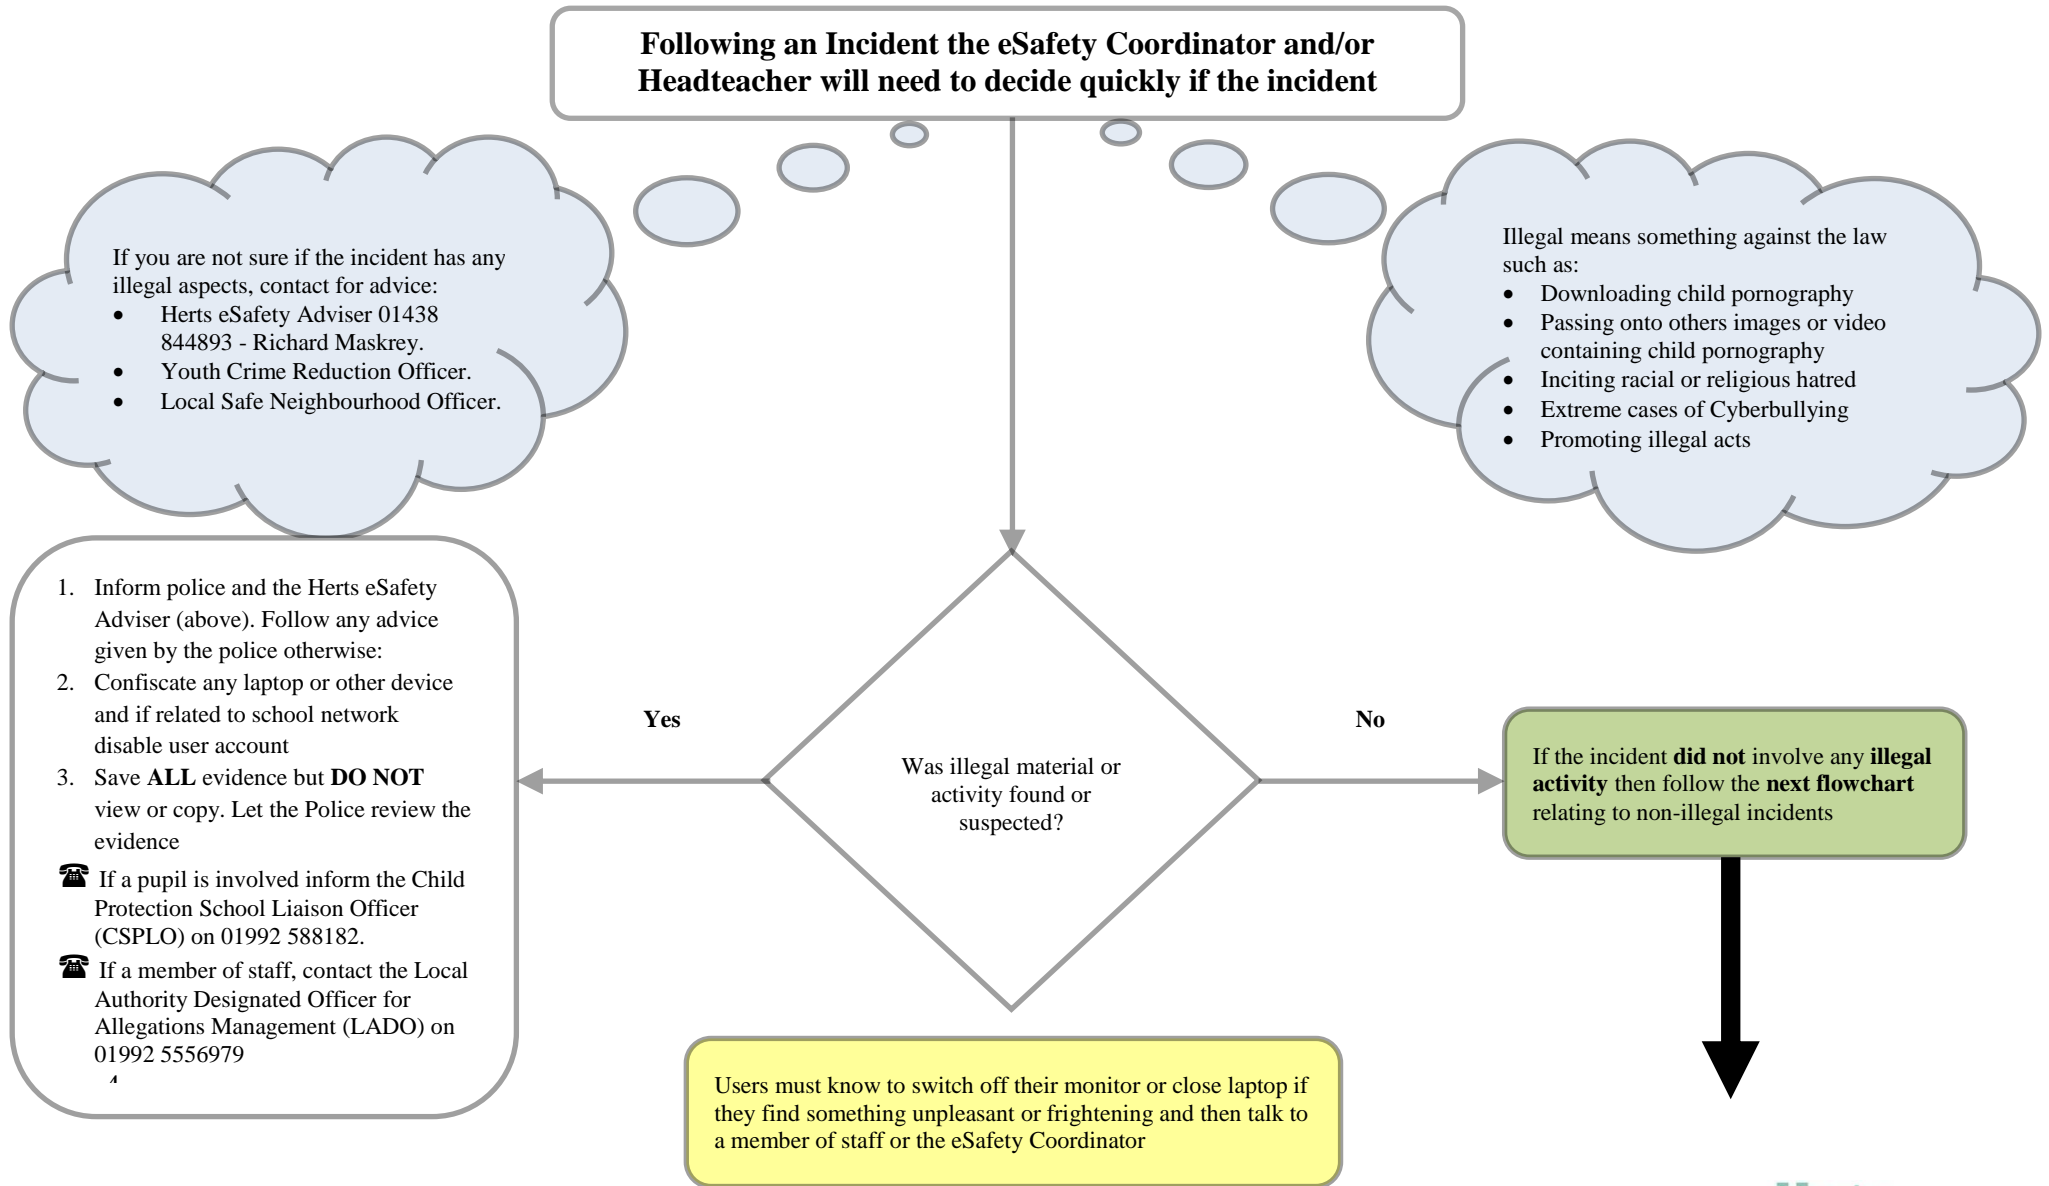 Following an Incident the eSafety Coordinator and/or
Headteacher will need to decide quickly if the incident
If you are not sure if the incident has any
illegal aspects, contact for advice:
• Herts eSafety Adviser 01438
844893 - Richard Maskrey.
• Youth Crime Reduction Officer.
• Local Safe Neighbourhood Officer.
Illegal means something against the law
such as:
• Downloading child pornography
• Passing onto others images or video
containing child pornography
• Inciting racial or religious hatred
• Extreme cases of Cyberbullying
• Promoting illegal acts
1. Inform police and the Herts eSafety
Adviser (above). Follow any advice
given by the police otherwise:
2. Confiscate any laptop or other device
and if related to school network
disable user account
3. Save ALL evidence but DO NOT
view or copy. Let the Police review the
evidence
☎ If a pupil is involved inform the Child
Protection School Liaison Officer
(CSPLO) on 01992 588182.
☎ If a member of staff, contact the Local
Authority Designated Officer for
Allegations Management (LADO) on
01992 5556979
Yes
Was illegal material or
activity found or
suspected?
No
If the incident did not involve any illegal
activity then follow the next flowchart
relating to non-illegal incidents
Users must know to switch off their monitor or close laptop if
they find something unpleasant or frightening and then talk to
a member of staff or the eSafety Coordinator